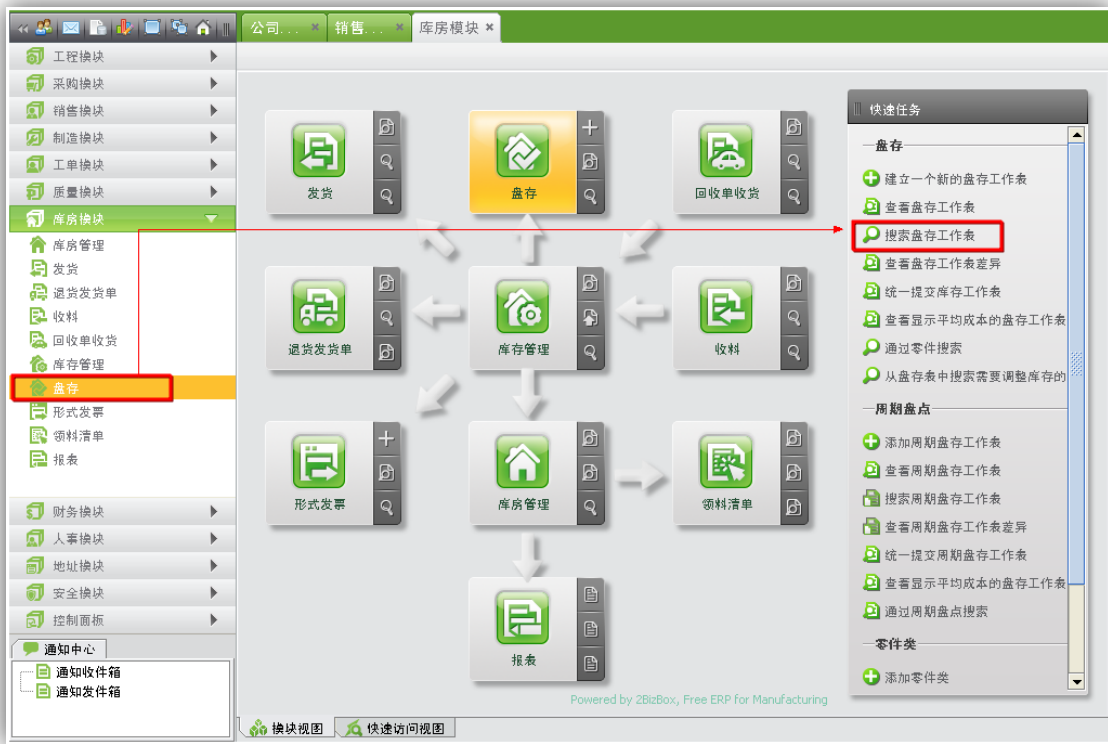 公司... × 销售... × 库房模块 ×
工程模块
采购模块
销售模块
制造模块
工单模块
质量模块
库房模块
库房管理
发货
退货发货单
收料
回收单收货
库存管理
盘存
形式发票
领料清单
报表
财务模块
人事模块
地址模块
安全模块
控制面板
通知中心
通知收件箱
通知发件箱
发货
盘存
回收单收货
退货发货单
库存管理
收料
形式发票
库房管理
领料清单
报表
Powered by 2BizBox, Free ERP for Manufacturing
模块视图
快速访问视图
快速任务
盘存
建立一个新的盘存工作表
查看盘存工作表
搜索盘存工作表
查看盘存工作表差异
统一提交库存工作表
查看显示平均成本的盘存工作表
通过零件搜索
从盘存表中搜索需要调整库存的
周期盘点
添加周期盘存工作表
查看周期盘存工作表
搜索周期盘存工作表
查看周期盘存工作表差异
统一提交周期盘存工作表
查看显示平均成本的盘存工作表
通过周期盘点搜索
零件类
添加零件类